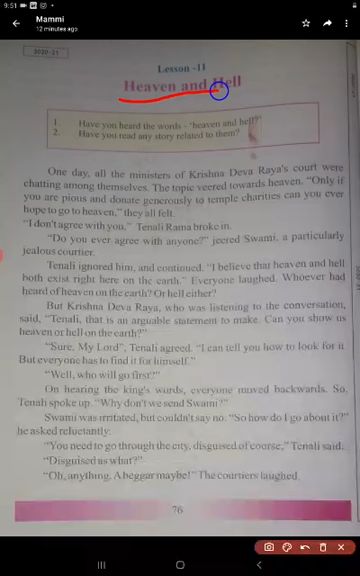 9:51
Mammi
12 minutes ago
2020-21
Lesson -11
Heaven and Hell
1. Have you heard the words - "heaven and hell?"
2. Have you read any story related to them?
One day, all the ministers of Krishna Deva Raya's court were
chatting among themselves. The topic veered towards heaven. "Only if
you are pious and donate generously to temple charities can you ever
hope to go to heaven," they all felt.
"I don't agree with you," Tenali Rama broke in.
"Do you ever agree with anyone?" jeered Swami, a particularly
jealous courtier.
Tenali ignored him, and continued. "I believe that heaven and hell
both exist right here on the earth." Everyone laughed. Whoever had
heard of heaven on the earth? Or hell either?
But Krishna Deva Raya, who was listening to the conversation,
said, "Tenali, that is an arguable statement to make. Can you show us
heaven or hell on the earth?"
"Sure, My Lord", Tenali agreed. "I can tell you how to look for it.
But everyone has to find it for himself."
"Well, who will go first?"
On hearing the king's words, everyone moved backwards. So,
Tenali spoke up. "Why don't we send Swami?"
Swami was irritated, but couldn't say no. "So how do I go about it?"
he asked reluctantly.
"You need to go through the city, disguised of course," Tenali said.
"Disguised as what?"
"Oh, anything. A beggar maybe!" The courtiers laughed.
76